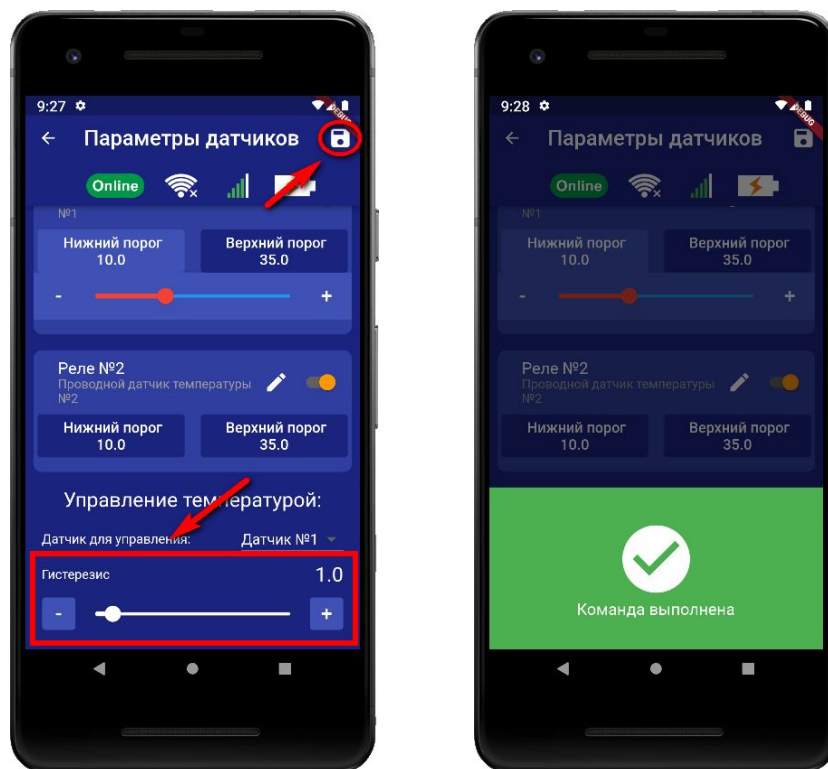 9:27
DEBUG
Параметры датчиков
Online
№1
Нижний порог
10.0
Верхний порог
35.0
-
+
Реле №2
Проводной датчик температуры
№2
Нижний порог
10.0
Верхний порог
35.0
Управление температурой:
Датчик для управления:
Датчик №1
Гистерезис
1.0
-
+
9:28
DEBUG
Параметры датчиков
Online
№1
Нижний порог
10.0
Верхний порог
35.0
-
+
Реле №2
Проводной датчик температуры
№2
Нижний порог
10.0
Верхний порог
35.0
Команда выполнена